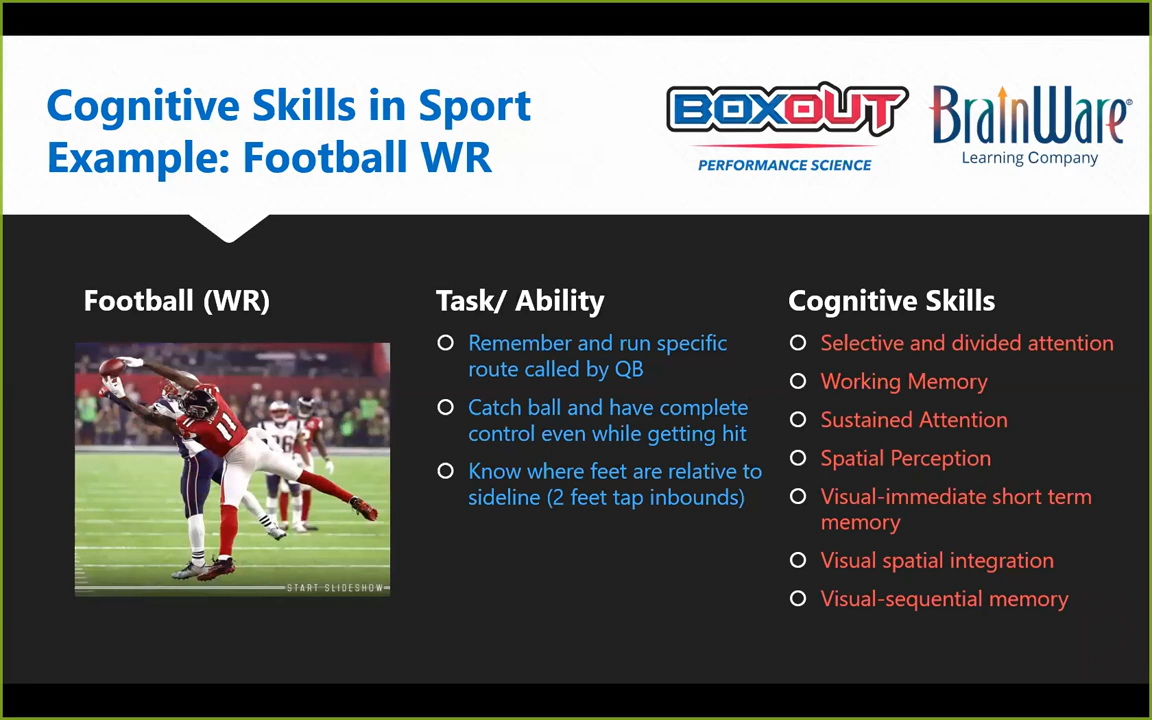 Cognitive Skills in Sport
Example: Football WR
BOXOUT
PERFORMANCE SCIENCE
BrainWare®
Learning Company
Football (WR)
11
26
START SLIDESHOW
Task/ Ability
Remember and run specific
route called by QB
Catch ball and have complete
control even while getting hit
Know where feet are relative to
sideline (2 feet tap inbounds)
Cognitive Skills
Selective and divided attention
Working Memory
Sustained Attention
Spatial Perception
Visual-immediate short term
memory
Visual spatial integration
Visual-sequential memory